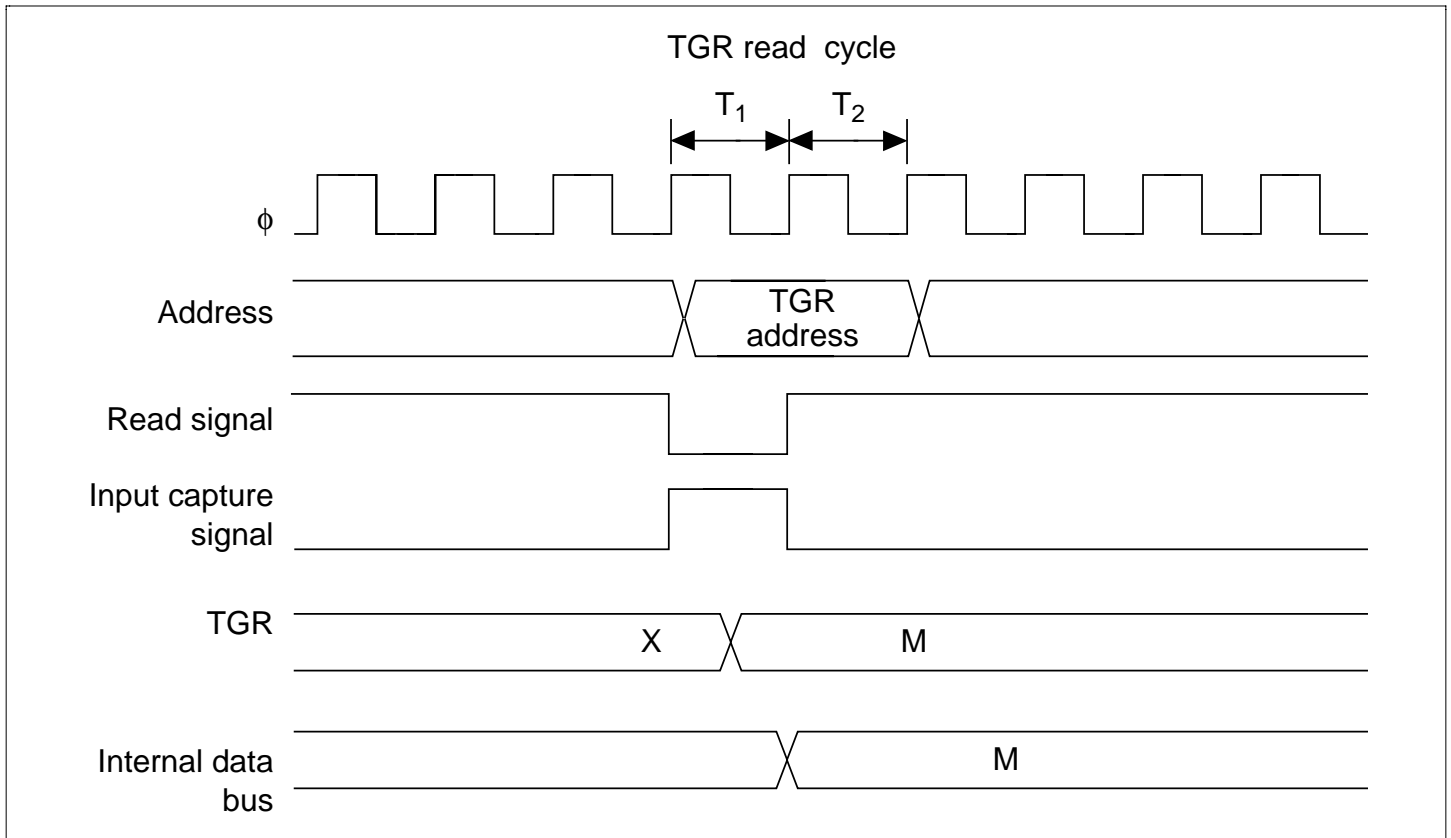 TGR read cycle
T1 T2
ϕ
Address
TGR
address
Read signal
Input capture
signal
TGR
X M
Internal data
bus
M